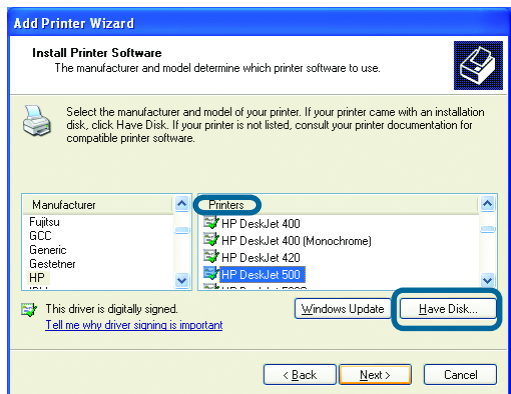 Add Printer Wizard
Install Printer Software
The manufacturer and model determine which printer software to use.
Select the manufacturer and model of your printer. If your printer came with an installation
disk, click Have Disk. If your printer is not listed, consult your printer documentation for
compatible printer software.
Manufacturer
Fujitsu
GCC
Generic
Gestetner
HP
Printers
HP DeskJet 400
HP DeskJet 400 (Monochrome)
HP DeskJet 420
HP DeskJet 500
This driver is digitally signed.
Tell me why driver signing is important
Windows Update
Have Disk...
< Back
Next >
Cancel